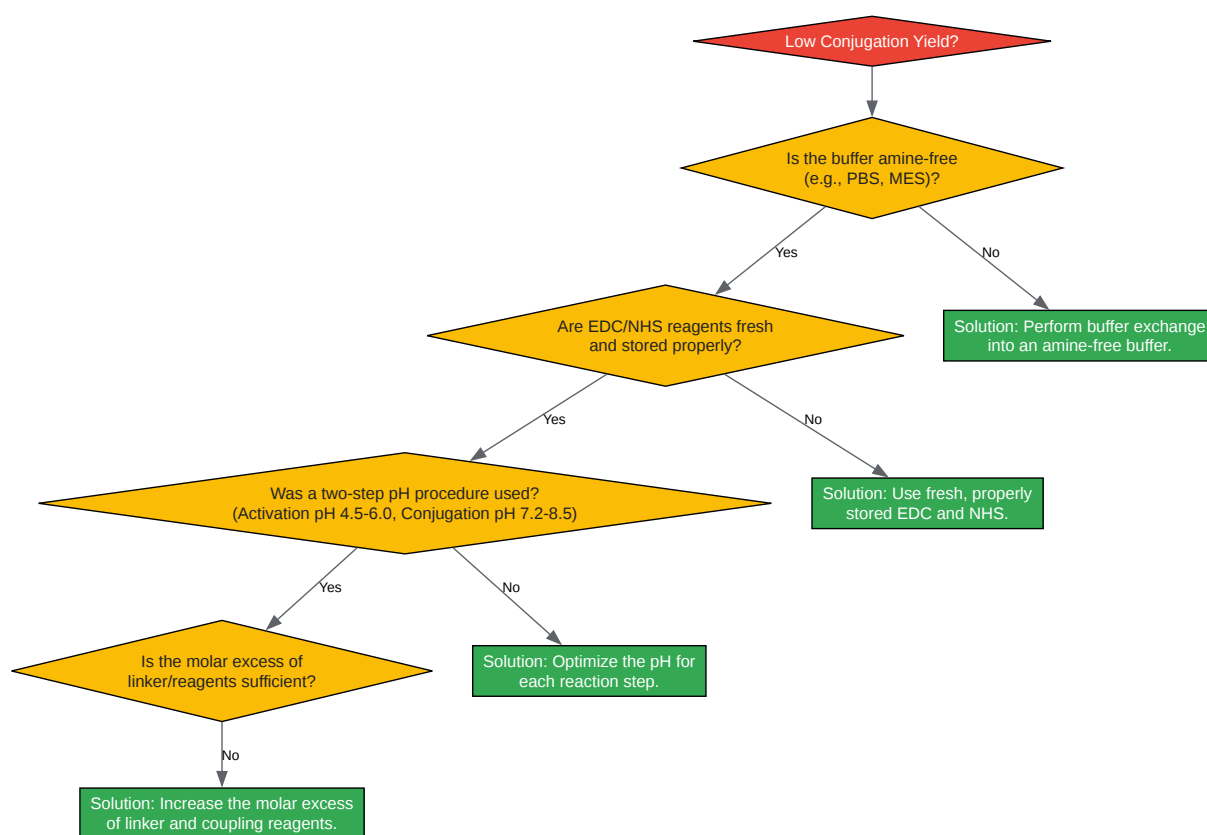 Low Conjugation Yield?
Is the buffer amine-free
(e.g., PBS, MES)?
Yes
No
Are EDC/NHS reagents fresh
and stored properly?
Solution: Perform buffer exchange
into an amine-free buffer.
Yes
No
Was a two-step pH procedure used?
(Activation pH 4.5-6.0, Conjugation pH 7.2-8.5)
Solution: Use fresh, properly
stored EDC and NHS.
Yes
No
Is the molar excess of
linker/reagents sufficient?
Solution: Optimize the pH for
each reaction step.
No
Solution: Increase the molar excess
of linker and coupling reagents.